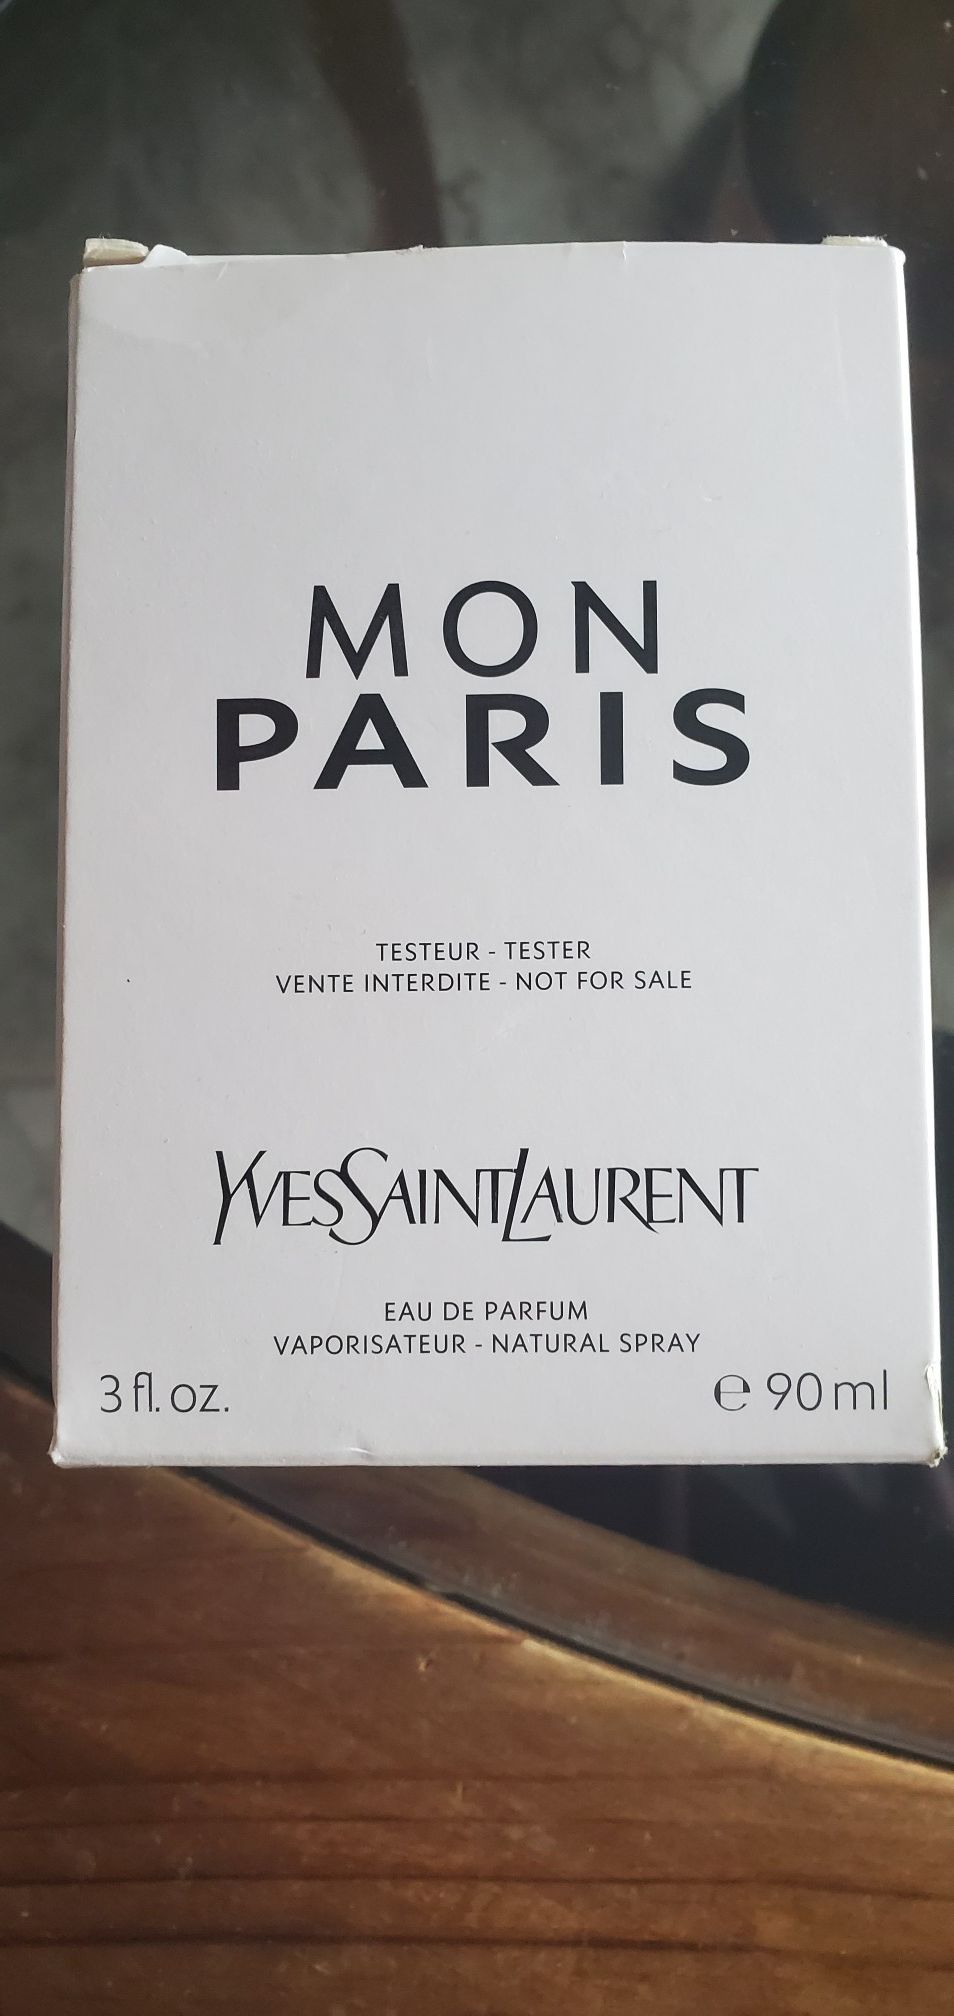 MON
PARIS
TESTEUR - TESTER
VENTE INTERDITE - NOT FOR SALE
YVESSAINTLAURENT
EAU DE PARFUM
VAPORISATEUR - NATURAL SPRAY
3 fl. oz. ℮ 90 ml